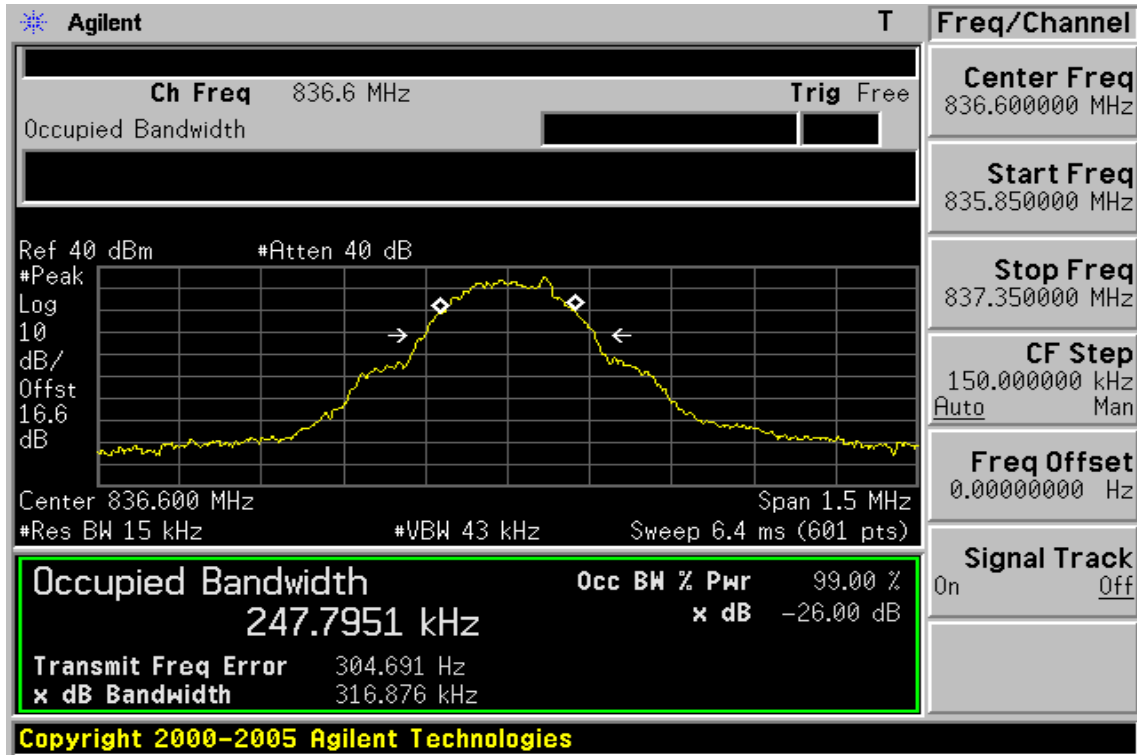 Agilent T
Ch Freq 836.6 MHz Trig Free
Occupied Bandwidth
Ref 40 dBm #Atten 40 dB
#Peak
Log
10
dB/
Offst
16.6
dB
Center 836.600 MHz Span 1.5 MHz
#Res BW 15 kHz #VBW 43 kHz Sweep 6.4 ms (601 pts)
Occupied Bandwidth Occ BW % Pwr 99.00 %
247.7951 kHz x dB -26.00 dB
Transmit Freq Error 304.691 Hz
x dB Bandwidth 316.876 kHz
Copyright 2000-2005 Agilent Technologies
Freq/Channel
Center Freq
836.600000 MHz
Start Freq
835.850000 MHz
Stop Freq
837.350000 MHz
CF Step
150.000000 kHz
Auto Man
Freq Offset
0.00000000 Hz
Signal Track
On Off